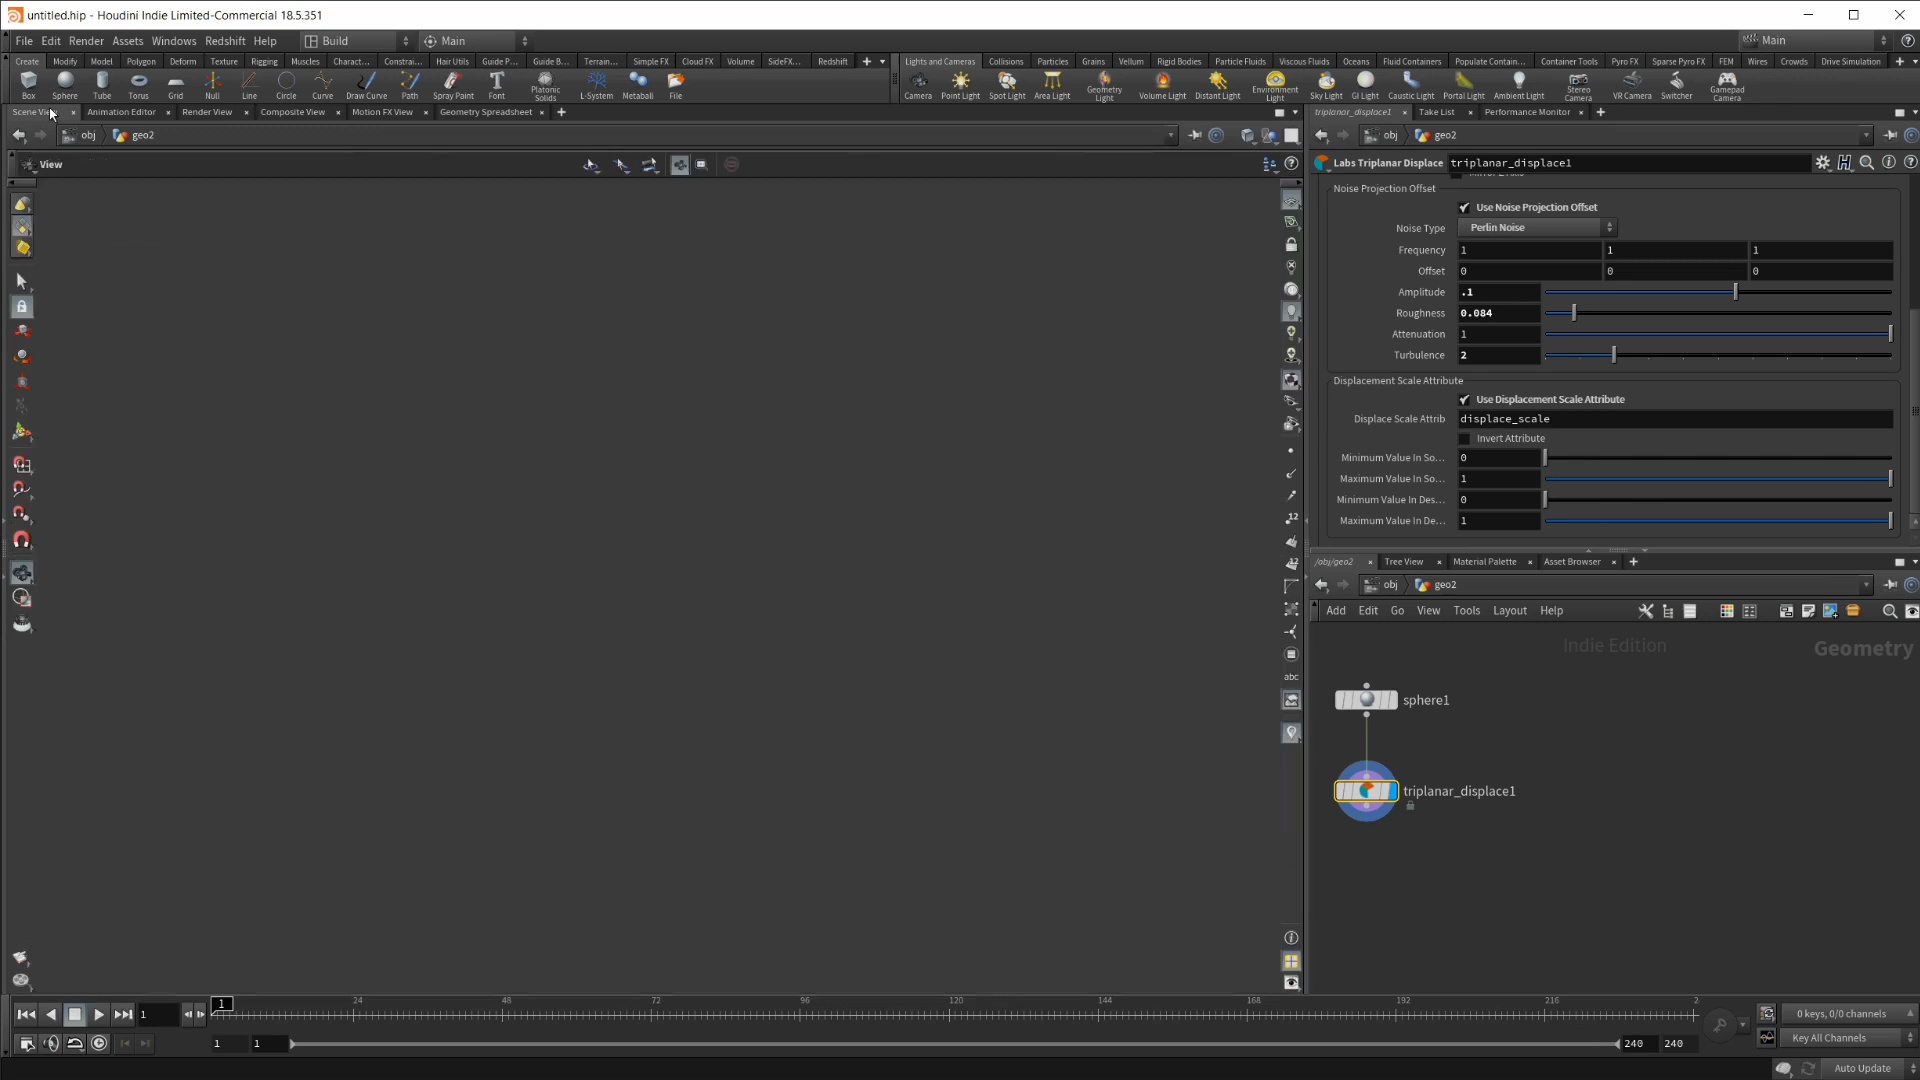 untitled.hip - Houdini Indie Limited-Commercial 18.5.351
File Edit Render Assets Windows Redshift Help Build Main Main
Create Modify Model Polygon Deform Texture Rigging Muscles Charact... Constrai... Hair Utils Guide P... Guide B... Terrain... Simple FX Cloud FX Volume SideFX... Redshift
Lights and Cameras Collisions Particles Grains Vellum Rigid Bodies Particle Fluids Viscous Fluids Oceans Fluid Containers Populate Contain... Container Tools Pyro FX Sparse Pyro FX FEM Wires Crowds Drive Simulation
Box Sphere Tube Torus Grid Null Line Circle Curve Draw Curve Path Spray Paint Font Platonic Solids L-System Metaball File
Camera Point Light Spot Light Area Light Geometry Light Volume Light Distant Light Environment Light Sky Light GI Light Caustic Light Portal Light Ambient Light Stereo Camera VR Camera Switcher Gamepad Camera
Animation Editor Render View Composite View Motion FX View Geometry Spreadsheet
triplanar_displace1 Take List Performance Monitor
obj geo2
obj geo2
View
Labs Triplanar Displace triplanar_displace1
Noise Projection Offset
Use Noise Projection Offset
Noise Type Perlin Noise
Frequency 1 1 1
Offset 0 0 0
Amplitude .1
Roughness 0.084
Attenuation 1
Turbulence 2
Displacement Scale Attribute
Use Displacement Scale Attribute
Displace Scale Attrib displace_scale
Invert Attribute
Minimum Value In So... 0
Maximum Value In So... 1
Minimum Value In Des... 0
Maximum Value In De... 1
/obj/geo2 Tree View Material Palette Asset Browser
obj geo2
Add Edit Go View Tools Layout Help
Indie Edition Geometry
sphere1
triplanar_displace1
12
12
abc
1 24 48 72 96 120 144 168 192 216 2
1
0 keys, 0/0 channels
1 1 240 240
Key All Channels
Auto Update